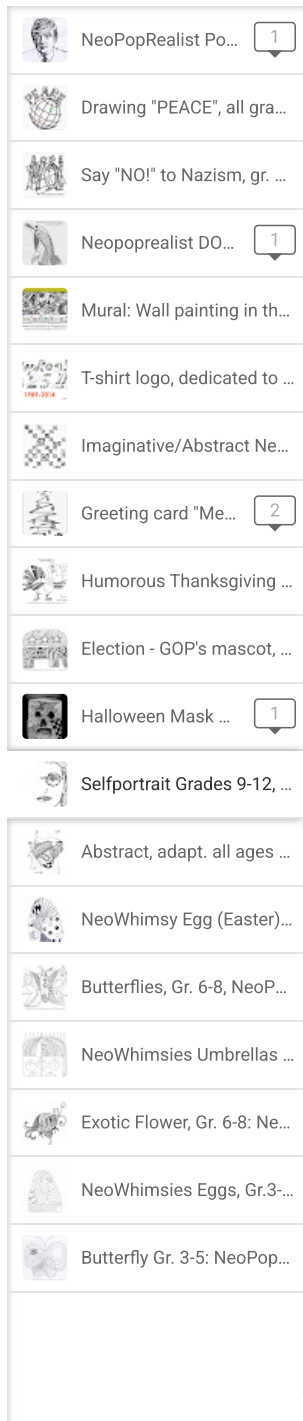 NeoPopRealist Po...
1
Drawing "PEACE", all gra...
Say "NO!" to Nazism, gr. ...
Neopoprealist DO...
1
Mural: Wall painting in th...
T-shirt logo, dedicated to ...
1989-2014
Imaginative/Abstract Ne...
Greeting card "Me...
2
Humorous Thanksgiving ...
Election - GOP's mascot, ...
Halloween Mask ...
1
Selfportrait Grades 9-12, ...
Abstract, adapt. all ages ...
NeoWhimsy Egg (Easter)...
Butterflies, Gr. 6-8, NeoP...
NeoWhimsies Umbrellas ...
Exotic Flower, Gr. 6-8: Ne...
NeoWhimsies Eggs, Gr.3-...
Butterfly Gr. 3-5: NeoPop...